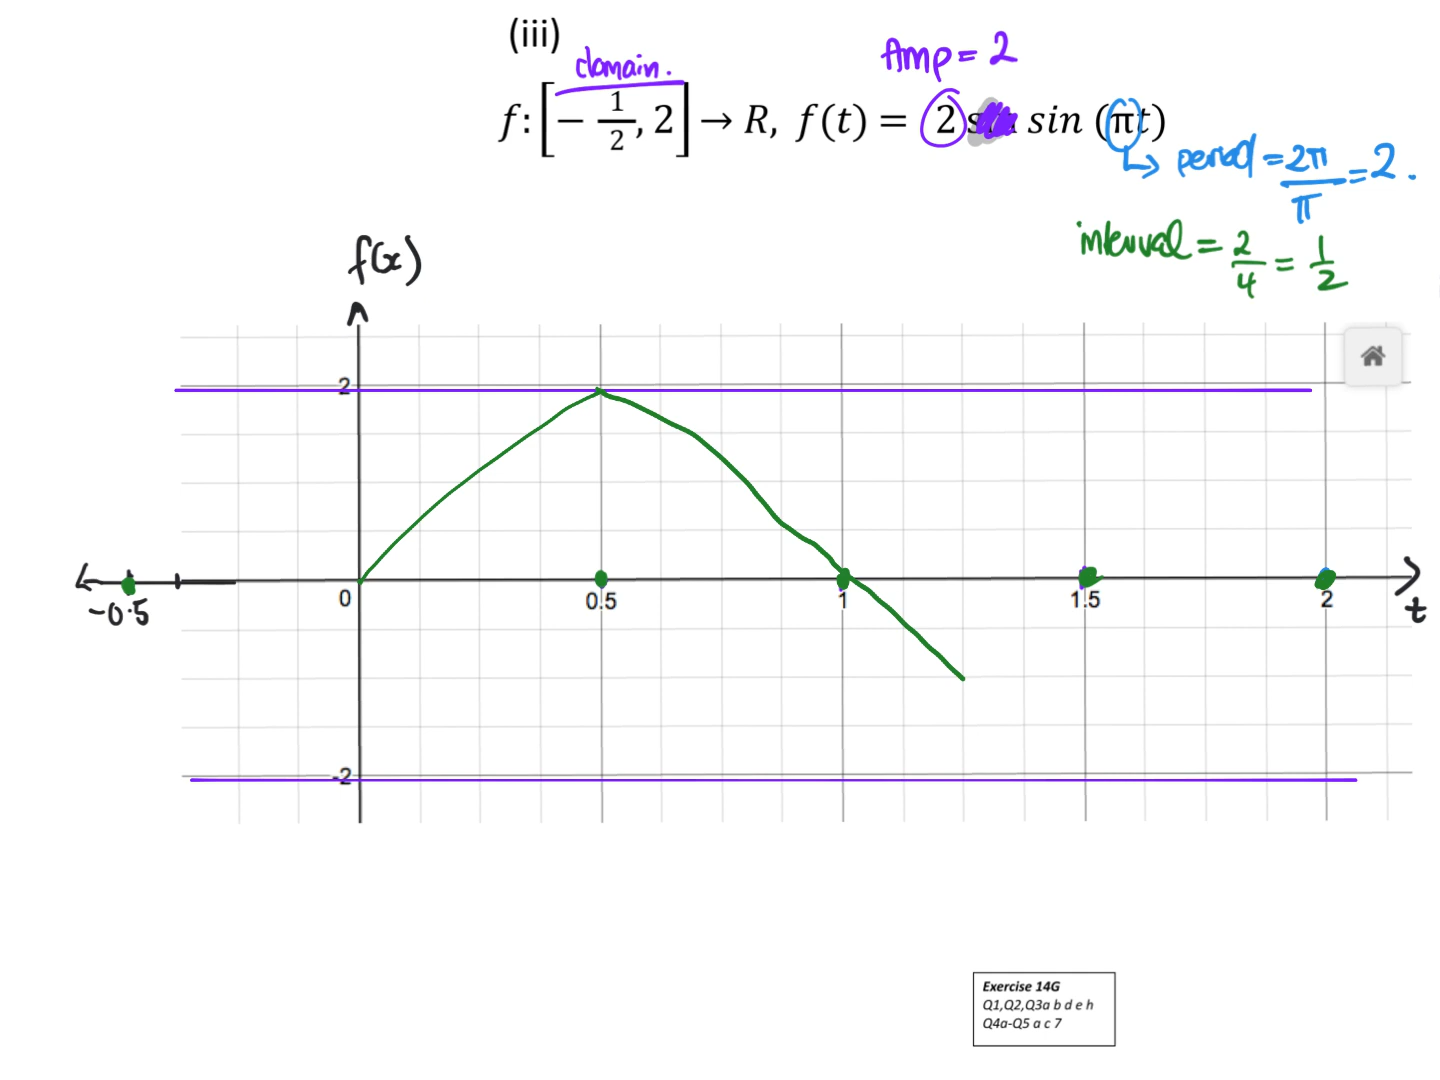 (iii)
domain.
Amp = 2
f: [− 1/2, 2] → R, f(t) = 2 sin (πt)
↳ period = 2π/π = 2.
interval = 2/4 = 1/2
f(x)
2
0
0.5
1
1.5
2
-0.5
t
-2
Exercise 14G
Q1,Q2,Q3a b d e h
Q4a-Q5 a c 7